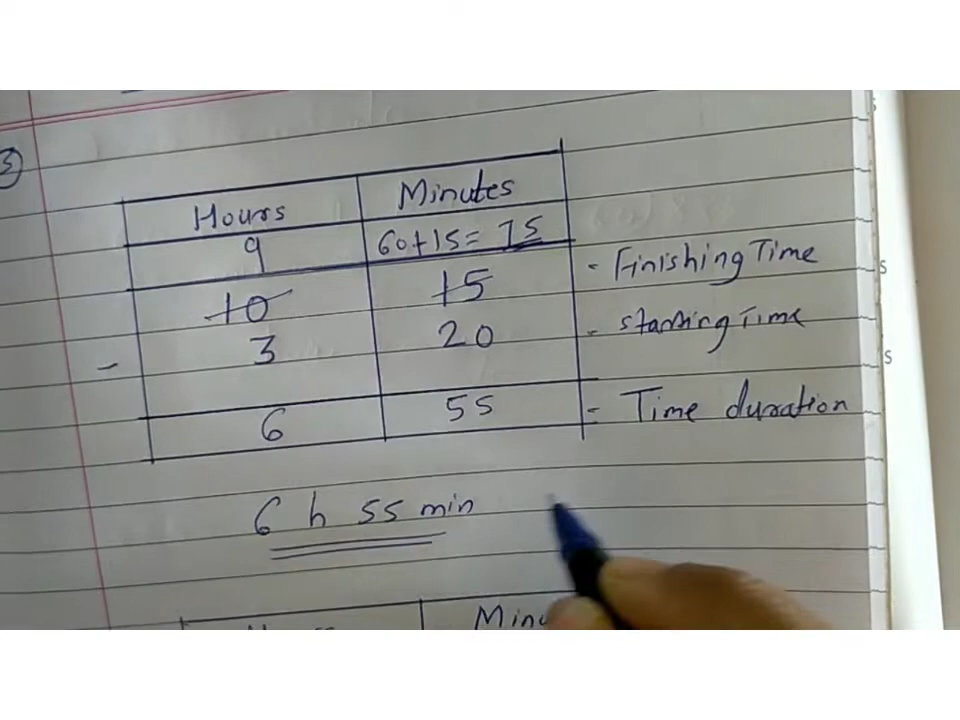 3
Hours Minutes
9 60+15= 75
10 15 - Finishing Time
- 3 20 - Starting Time
6 55 = Time duration
6 h 55 min
Minu